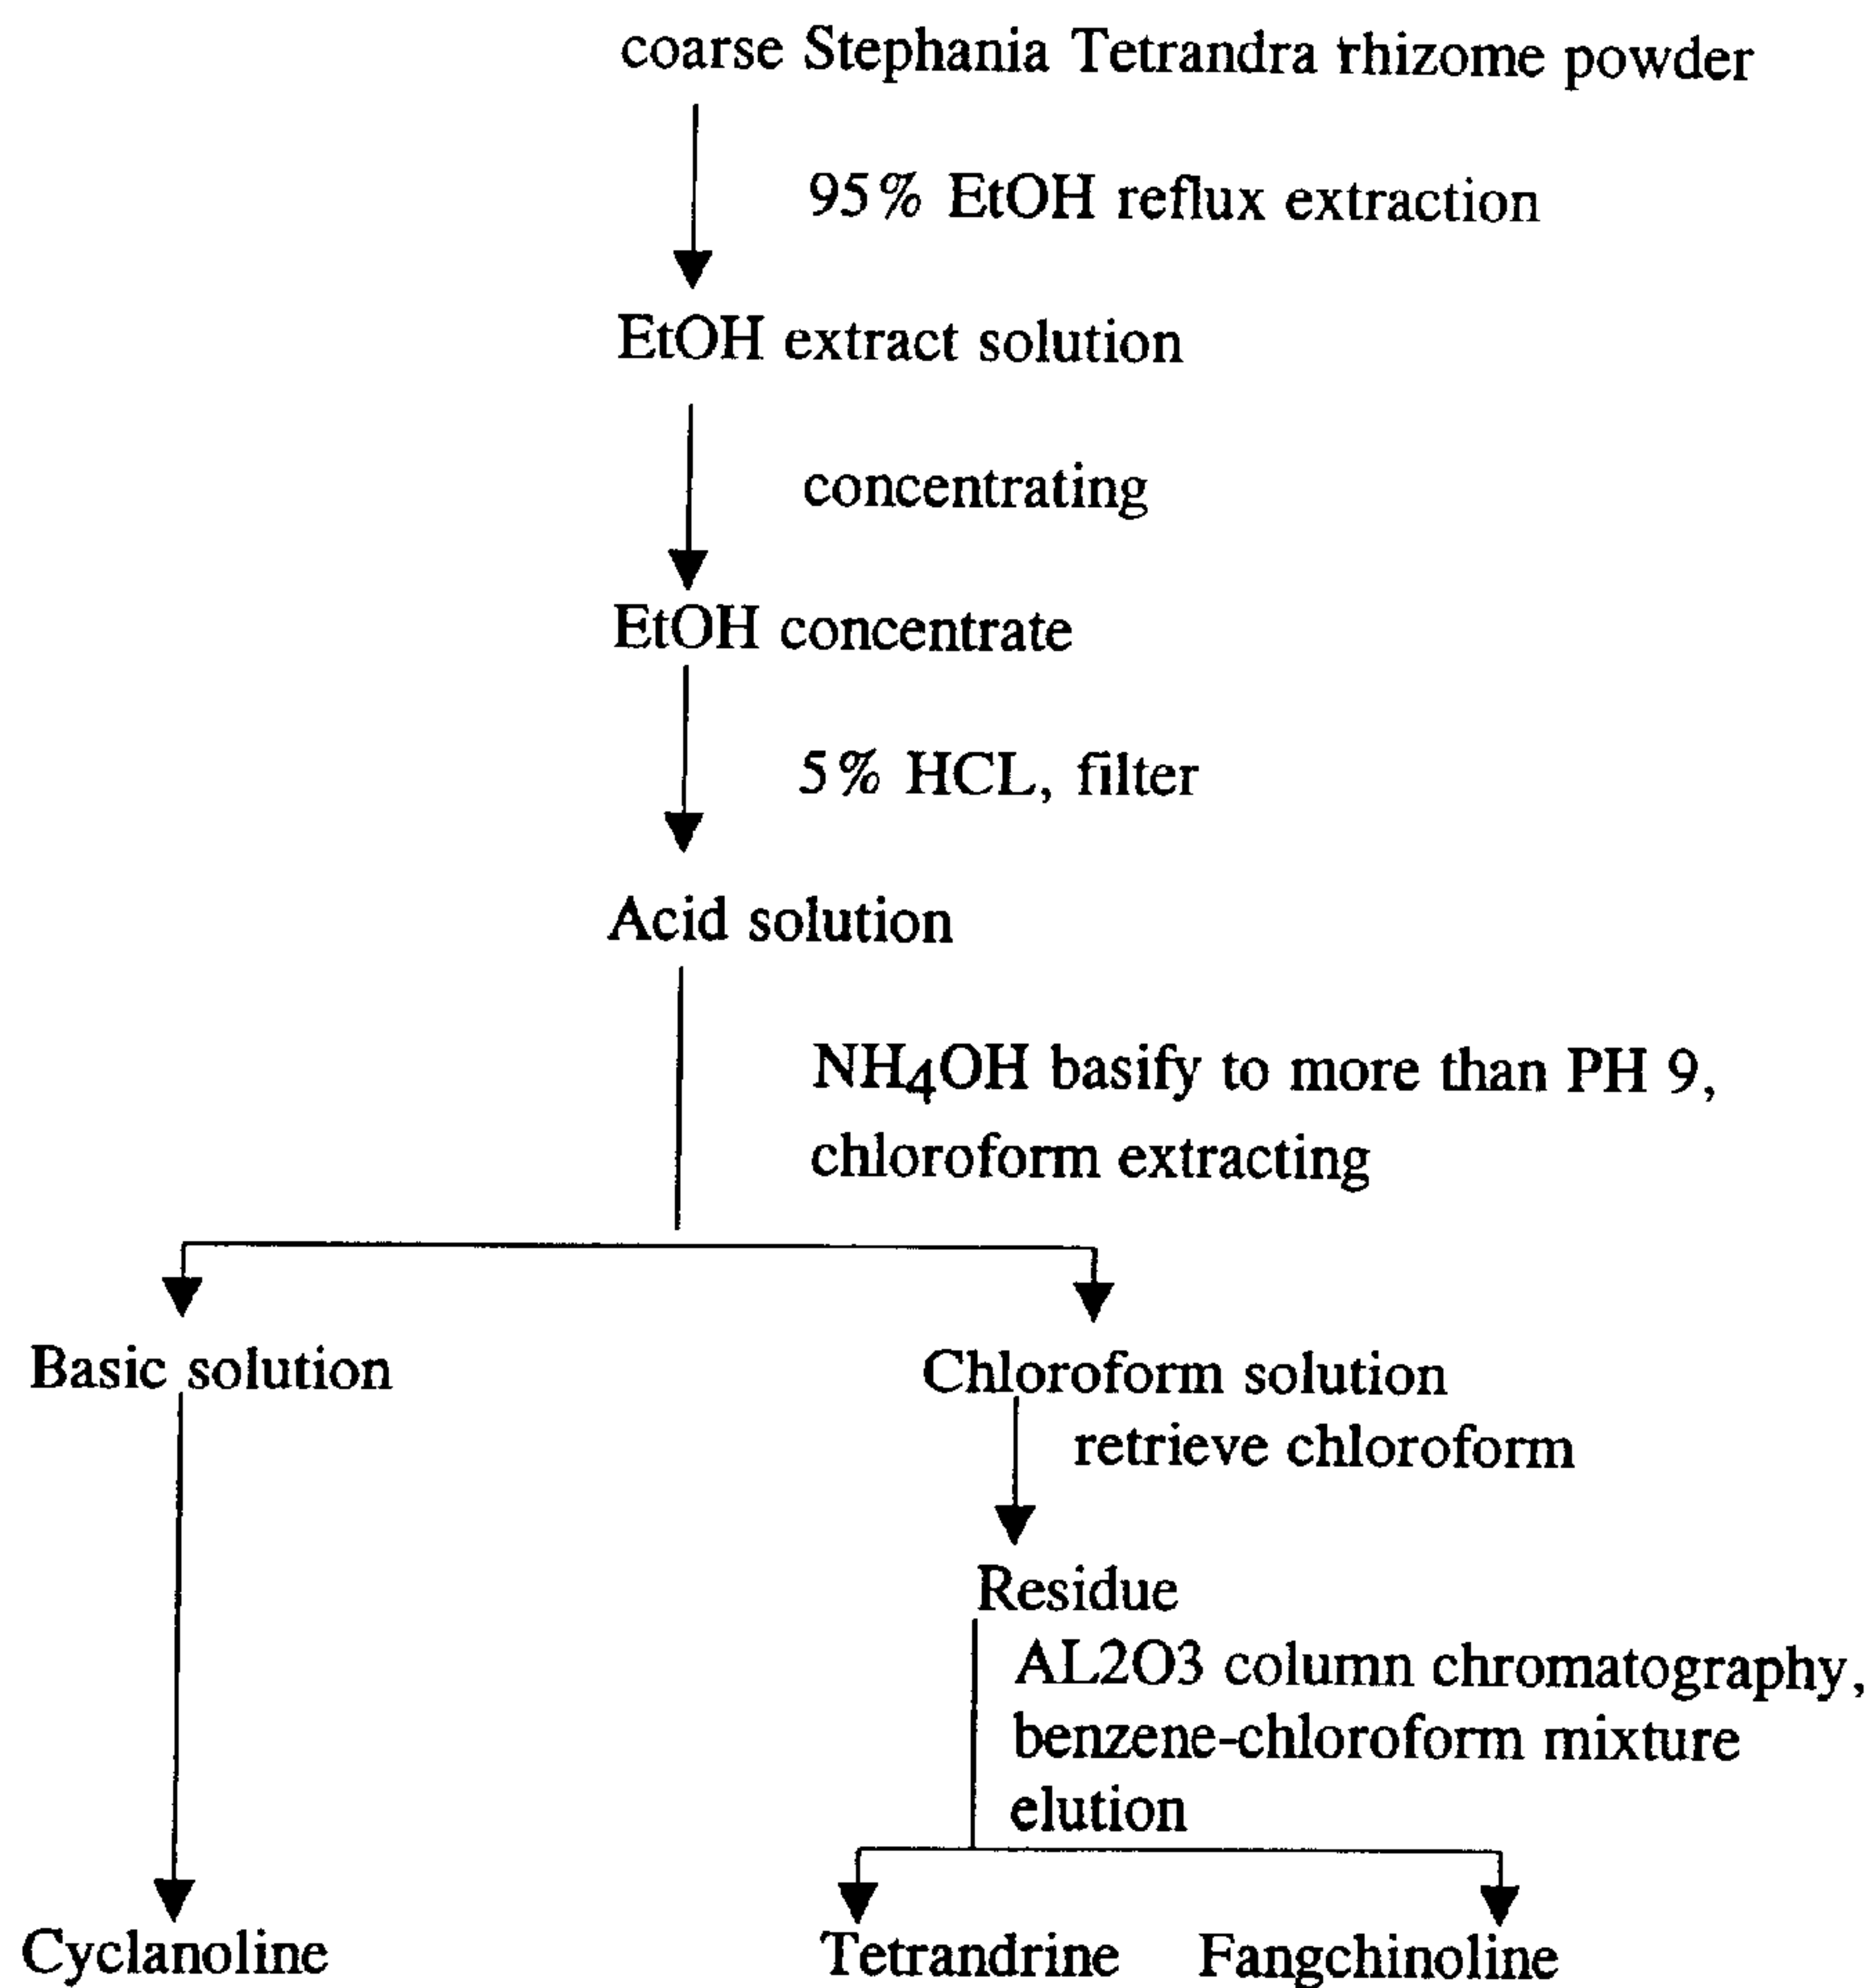 coarse Stephania Tetrandra rhizome powder
95% EtOH reflux extraction
EtOH extract solution
concentrating
EtOH concentrate
5% HCL, filter
Acid solution
NH4OH basify to more than PH 9,
chloroform extracting
Basic solution
Chloroform solution
retrieve chloroform
Residue
AL2O3 column chromatography,
benzene-chloroform mixture
elution
Cyclanoline
Tetrandrine
Fangchinoline